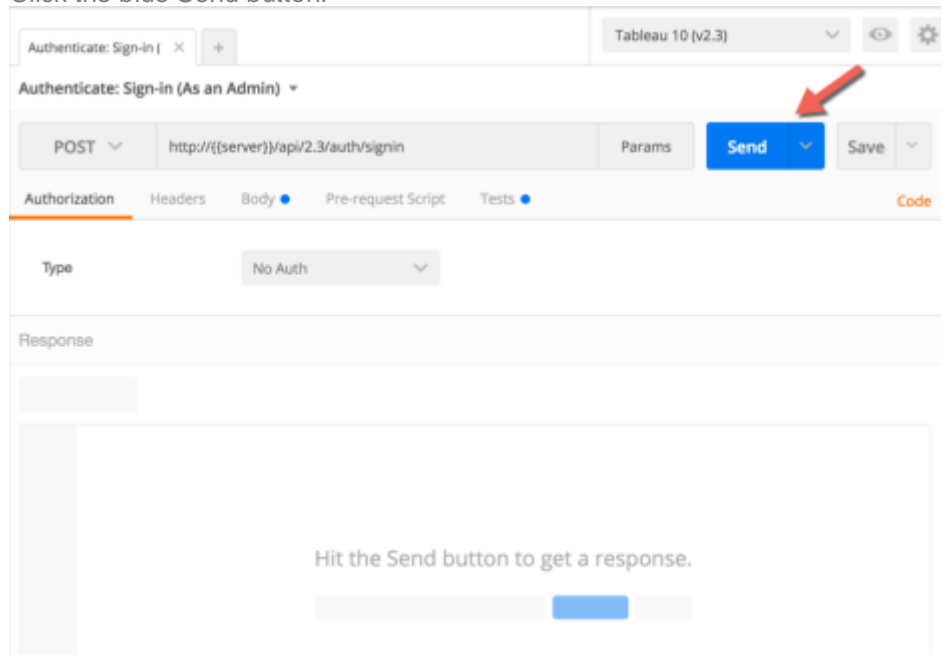 Click the blue Send button.
Authenticate: Sign-in ( × +
Tableau 10 (v2.3)
Authenticate: Sign-in (As an Admin)
POST http://{{server}}/api/2.3/auth/signin Params Send Save
Authorization Headers Body Pre-request Script Tests Code
Type No Auth
Response
Hit the Send button to get a response.